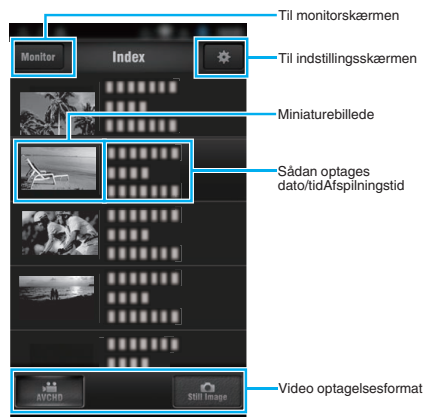 Til monitorskærmen
Monitor
Index
Til indstillingsskærmen
Miniaturebillede
Sådan optages
dato/tidAfspilningstid
AVCHD
Still Image
Video optagelsesformat